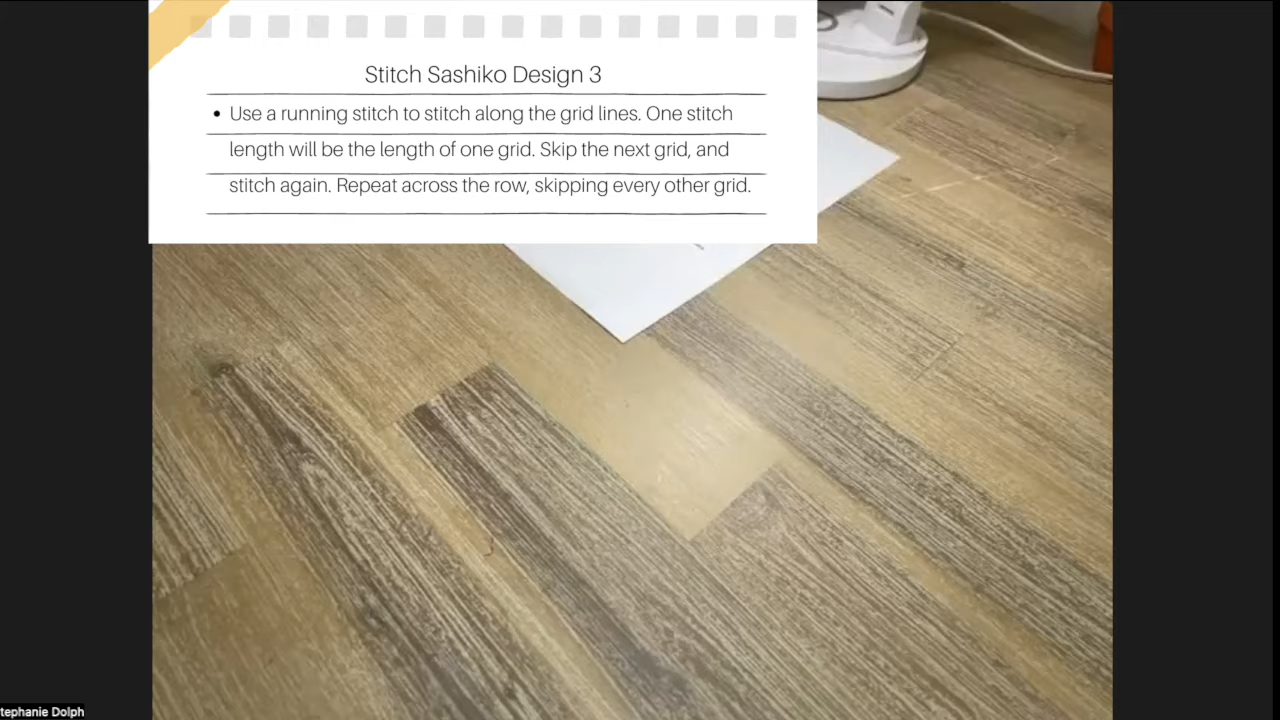 Stitch Sashiko Design 3
• Use a running stitch to stitch along the grid lines. One stitch
length will be the length of one grid. Skip the next grid, and
stitch again. Repeat across the row, skipping every other grid.
tephanie Dolph